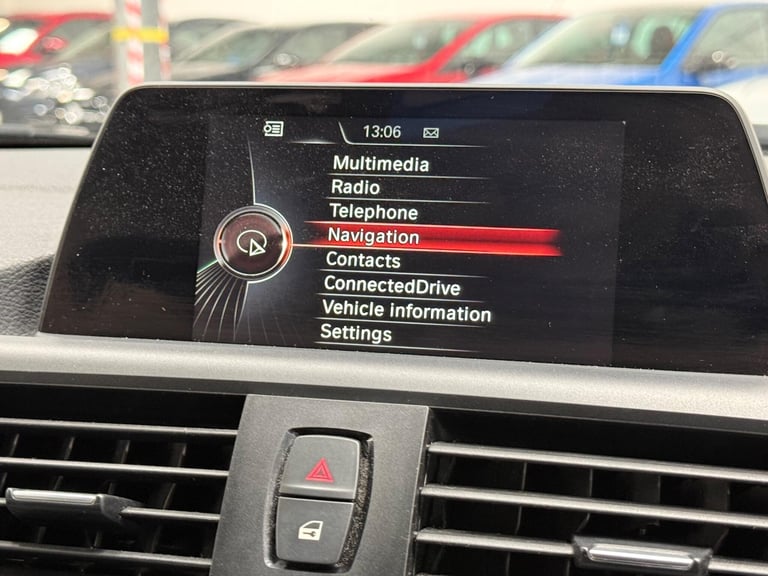 13:06
Multimedia
Radio
Telephone
Navigation
Contacts
ConnectedDrive
Vehicle information
Settings